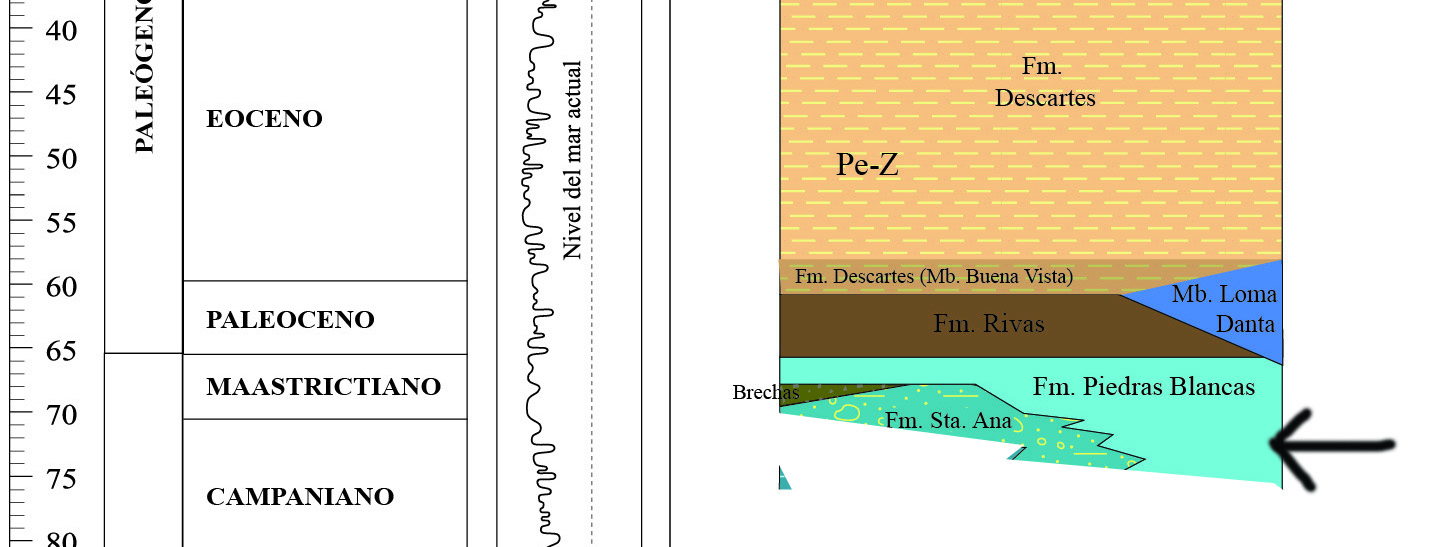 40
45
50
55
60
65
70
75
80
PALEÓGEN
EOCENO
PALEOCENO
MAASTRICTIANO
CAMPANIANO
Nivel del mar actual
Fm.
Descartes
Pe-Z
Fm. Descartes (Mb. Buena Vista)
Mb. Loma
Danta
Fm. Rivas
Fm. Piedras Blancas
Brechas
Fm. Sta. Ana